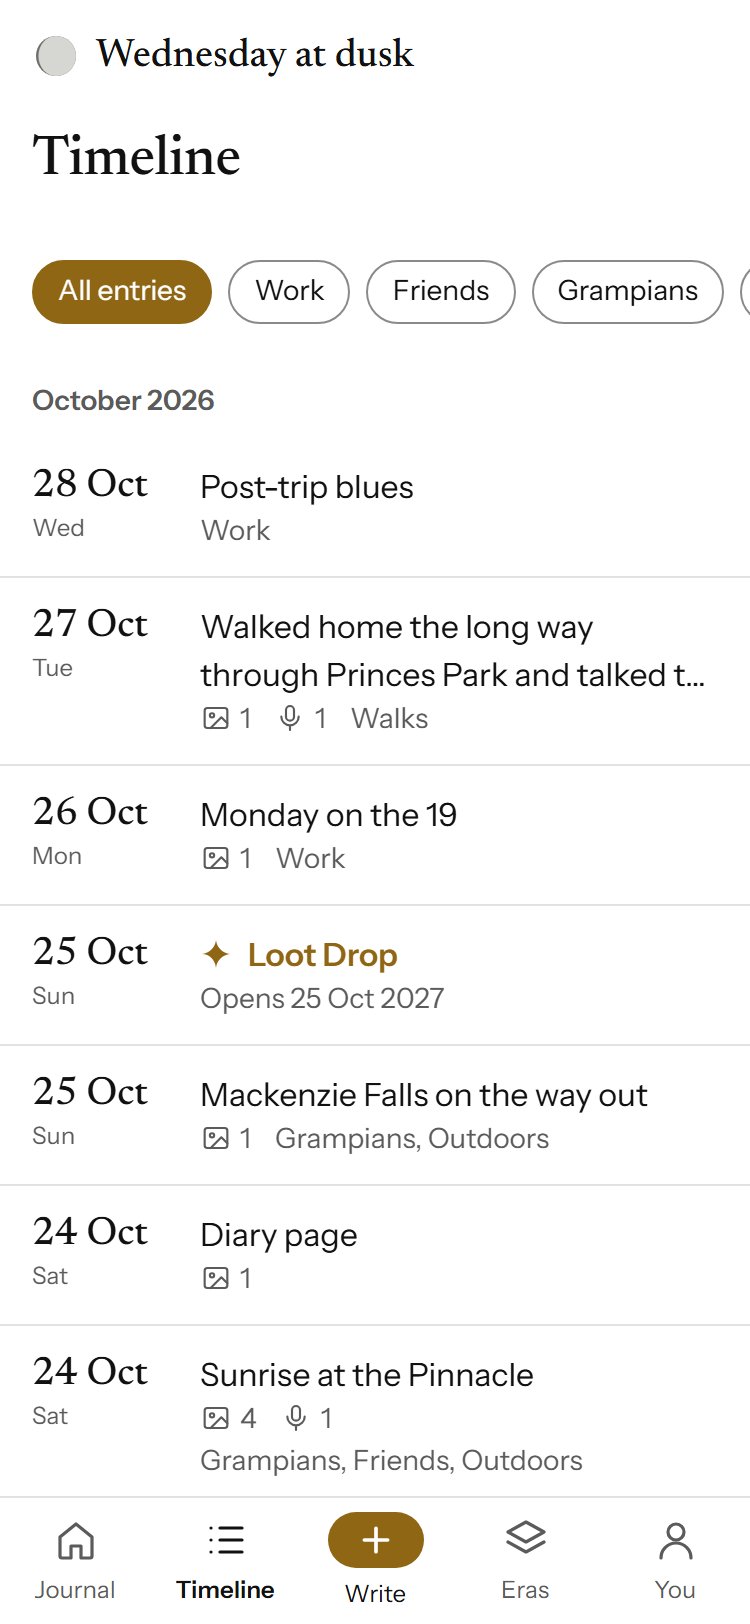 Wednesday at dusk
Timeline
All entries
Work
Friends
Grampians
October 2026
28 Oct
Wed
Post-trip blues
Work
27 Oct
Tue
Walked home the long way
through Princes Park and talked t...
1 1 Walks
26 Oct
Mon
Monday on the 19
1 Work
25 Oct
Sun
Loot Drop
Opens 25 Oct 2027
25 Oct
Sun
Mackenzie Falls on the way out
1 Grampians, Outdoors
24 Oct
Sat
Diary page
1
24 Oct
Sat
Sunrise at the Pinnacle
4 1
Grampians, Friends, Outdoors
Journal
Timeline
Write
Eras
You